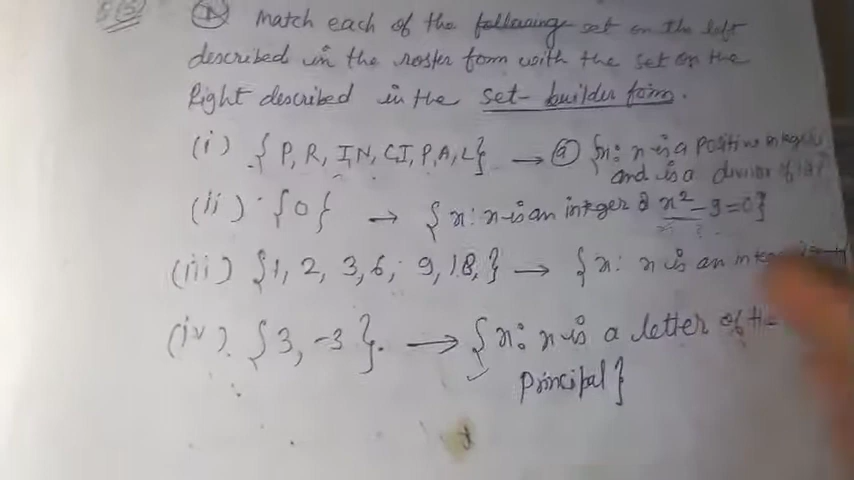 Match each of the following set on the left
described in the roster form with the set on the
Right described in the set-builder form.
(i) {P, R, I, N, C, I, P, A, L} → (a) {x: x is a positive integer
and is a divisor of 18}
(ii) {0} → {x: x is an integer & x² - 9 = 0}
(iii) {1, 2, 3, 6, 9, 18,} → {x: x is an
(iv). {3, -3}. → {x: x is a letter of the
principal}